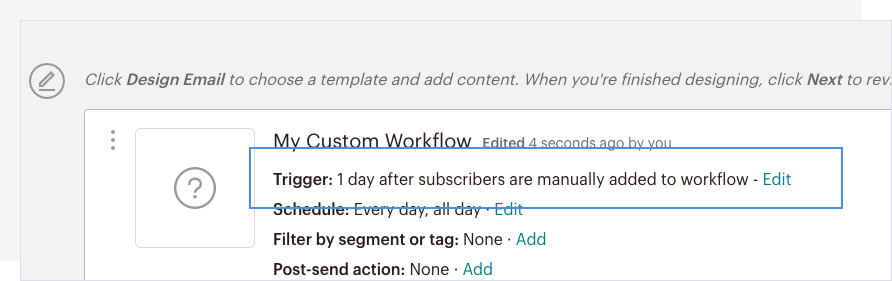 Click Design Email to choose a template and add content. When you're finished designing, click Next to
My Custom Workflow Edited 4 seconds ago by you
Trigger: 1 day after subscribers are manually added to workflow - Edit
Schedule: Every day, all day · Edit
Filter by segment or tag: None · Add
Post-send action: None · Add